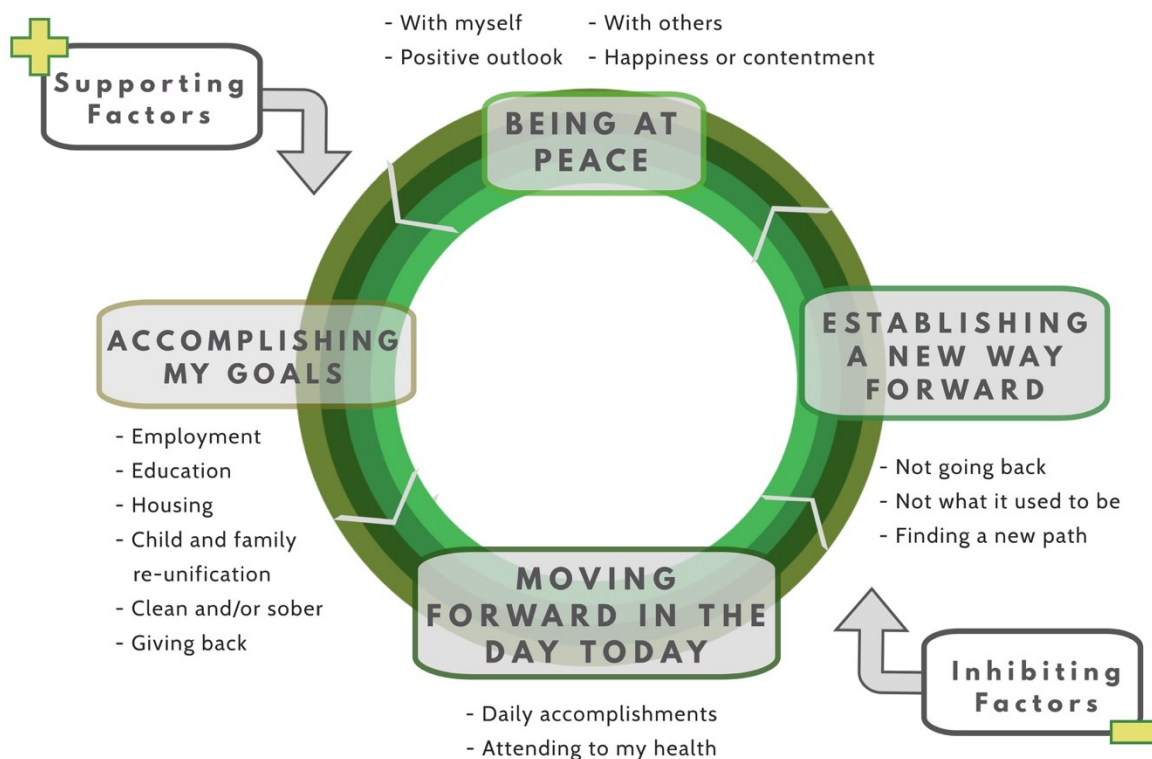 - With myself
- With others
- Positive outlook
- Happiness or contentment
Supporting
Factors
BEING AT
PEACE
ACCOMPLISHING
MY GOALS
- Employment
- Education
- Housing
- Child and family
re-unification
- Clean and/or sober
- Giving back
ESTABLISHING
A NEW WAY
FORWARD
- Not going back
- Not what it used to be
- Finding a new path
MOVING
FORWARD IN THE
DAY TODAY
- Daily accomplishments
- Attending to my health
Inhibiting
Factors